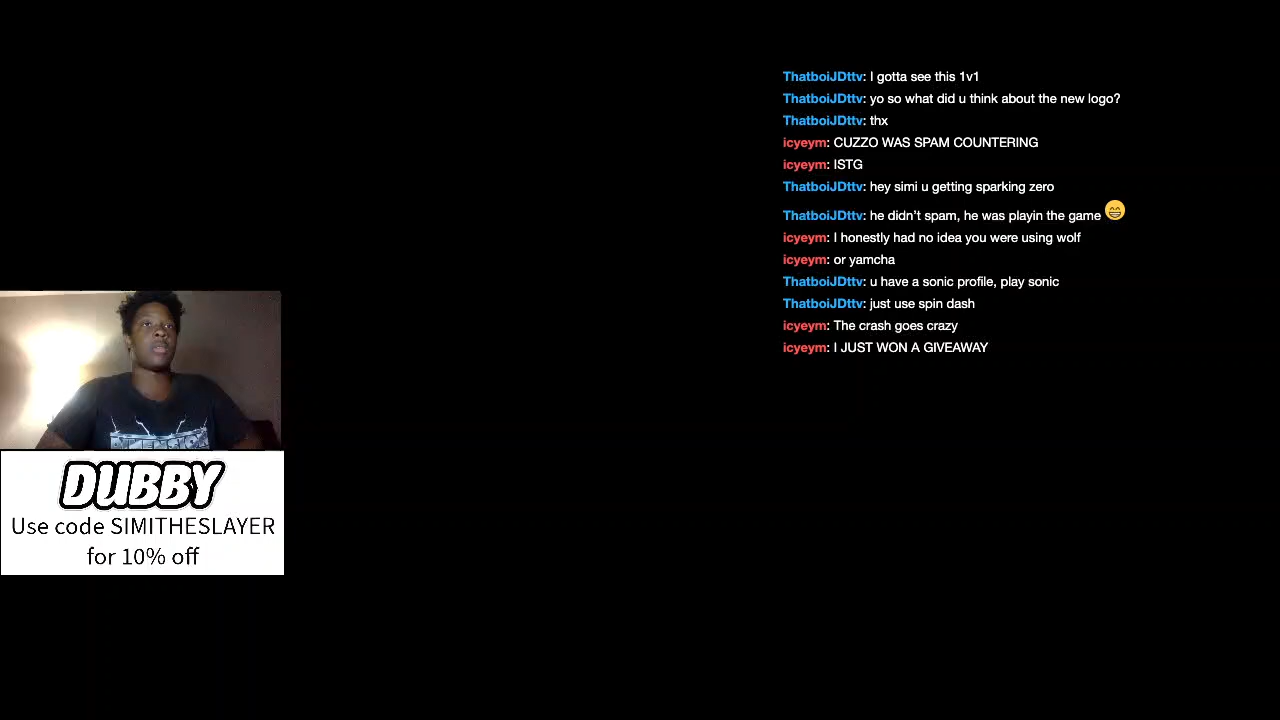 ThatboiJDttv: I gotta see this 1v1
ThatboiJDttv: yo so what did u think about the new logo?
ThatboiJDttv: thx
icyeym: CUZZO WAS SPAM COUNTERING
icyeym: ISTG
ThatboiJDttv: hey simi u getting sparking zero
ThatboiJDttv: he didn’t spam, he was playin the game 😁
icyeym: I honestly had no idea you were using wolf
icyeym: or yamcha
ThatboiJDttv: u have a sonic profile, play sonic
ThatboiJDttv: just use spin dash
icyeym: The crash goes crazy
icyeym: I JUST WON A GIVEAWAY
DUBBY
Use code SIMITHESLAYER
for 10% off